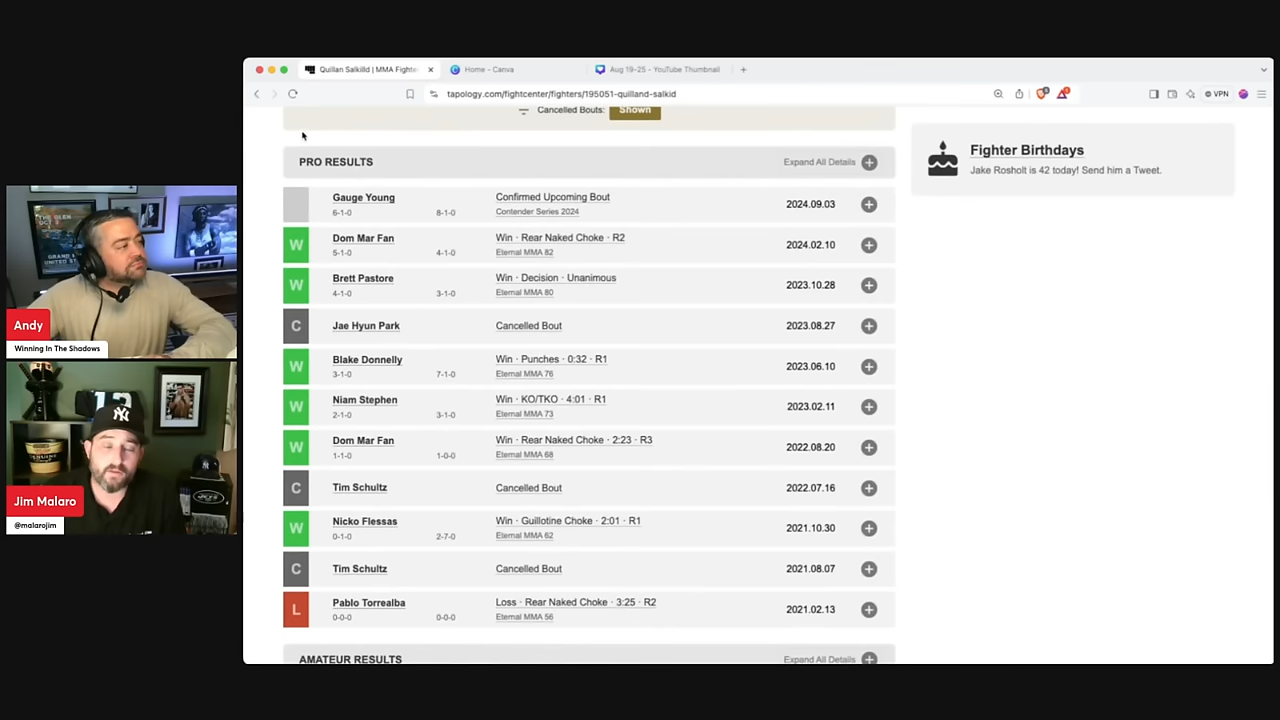 Quillan Salkilld | MMA Fighte
Home - Canva
Aug 19-25 - YouTube Thumbnail
tapology.com/fightcenter/fighters/195051-quilland-salkid
VPN
Cancelled Bouts:
Shown
PRO RESULTS
Expand All Details
Gauge Young
6-1-0
8-1-0
Confirmed Upcoming Bout
Contender Series 2024
2024.09.03
W
Dom Mar Fan
5-1-0
4-1-0
Win · Rear Naked Choke · R2
Eternal MMA 82
2024.02.10
W
Brett Pastore
4-1-0
3-1-0
Win · Decision · Unanimous
Eternal MMA 80
2023.10.28
C
Jae Hyun Park
Cancelled Bout
2023.08.27
W
Blake Donnelly
3-1-0
7-1-0
Win · Punches · 0:32 · R1
Eternal MMA 76
2023.06.10
W
Niam Stephen
2-1-0
3-1-0
Win · KO/TKO · 4:01 · R1
Eternal MMA 73
2023.02.11
W
Dom Mar Fan
1-1-0
1-0-0
Win · Rear Naked Choke · 2:23 · R3
Eternal MMA 68
2022.08.20
C
Tim Schultz
Cancelled Bout
2022.07.16
W
Nicko Flessas
0-1-0
2-7-0
Win · Guillotine Choke · 2:01 · R1
Eternal MMA 62
2021.10.30
C
Tim Schultz
Cancelled Bout
2021.08.07
L
Pablo Torrealba
0-0-0
0-0-0
Loss · Rear Naked Choke · 3:25 · R2
Eternal MMA 56
2021.02.13
AMATEUR RESULTS
Expand All Details
Fighter Birthdays
Jake Rosholt is 42 today! Send him a Tweet.
Andy
Winning In The Shadows
Jim Malaro
@malarojim